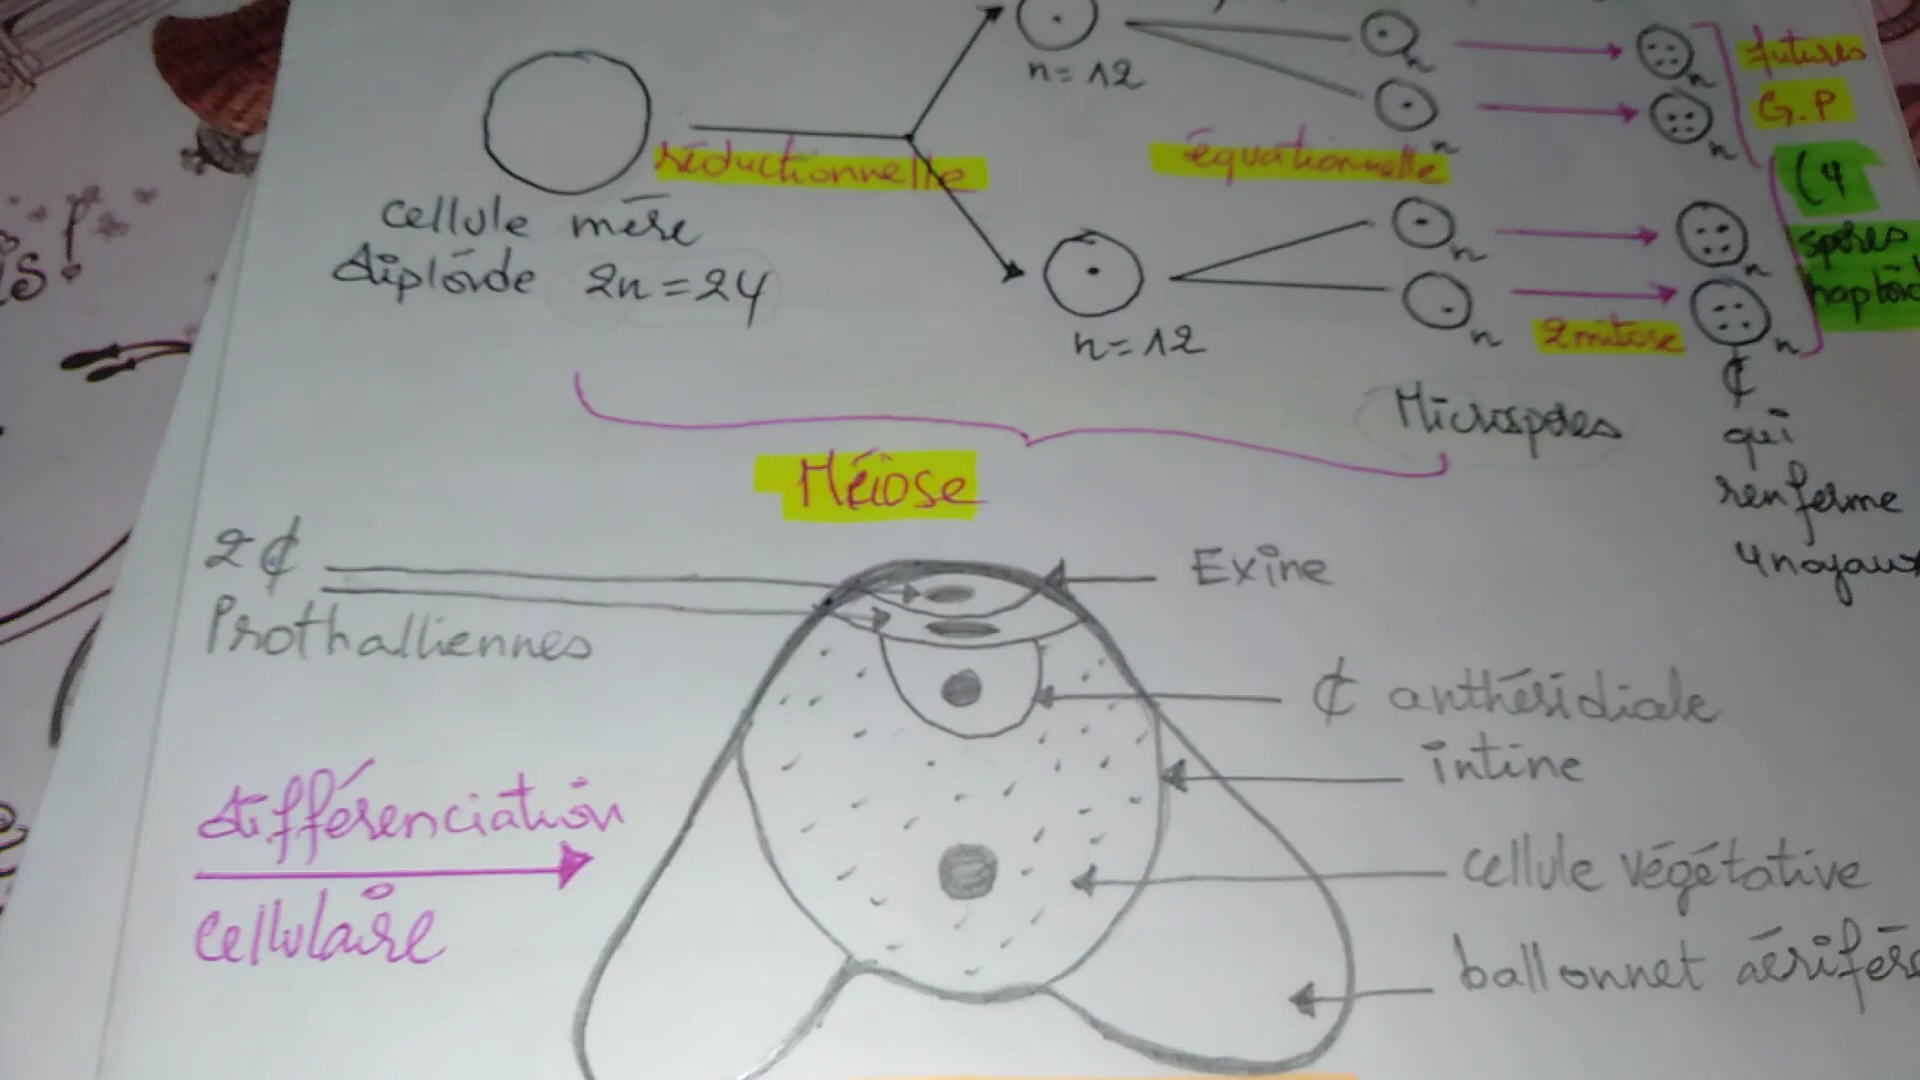 n = 12
n
n
n
n
futures
G.P
réductionnelle
équationnelle
(4
spores
cellule mère
diploïde 2n = 24
n
n
n
n
n = 12
2 mitose
Microspores
¢
qui
renferme
4 noyaux
Méiose
2 ¢
Prothalliennes
Exine
¢ anthéridiale
intine
différenciation
cellulaire
cellule végétative
ballonnet aérifère